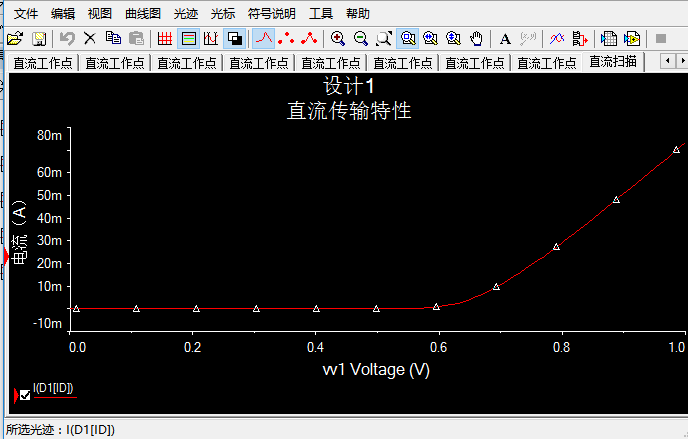 文件 编辑 视图 曲线图 光迹 光标 符号说明 工具 帮助
直流工作点 直流工作点 直流工作点 直流工作点 直流工作点 直流工作点 直流工作点 直流工作点 直流扫描
设计1
直流传输特性
80m
60m
50m
40m
30m
20m
10m
-10m
电流（A）
0.0 0.2 0.4 0.6 0.8 1.0
vv1 Voltage (V)
I(D1[ID])
所选光迹：I(D1[ID])